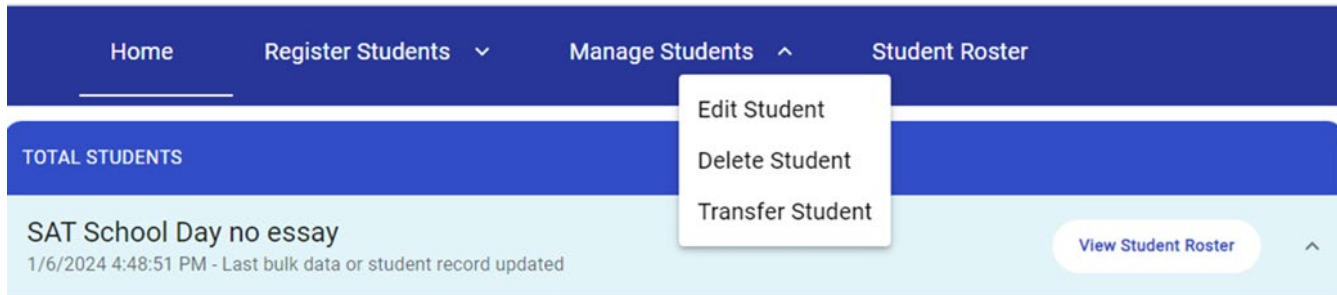 Home Register Students Manage Students Student Roster
Edit Student
Delete Student
Transfer Student
TOTAL STUDENTS
SAT School Day no essay
1/6/2024 4:48:51 PM - Last bulk data or student record updated
View Student Roster